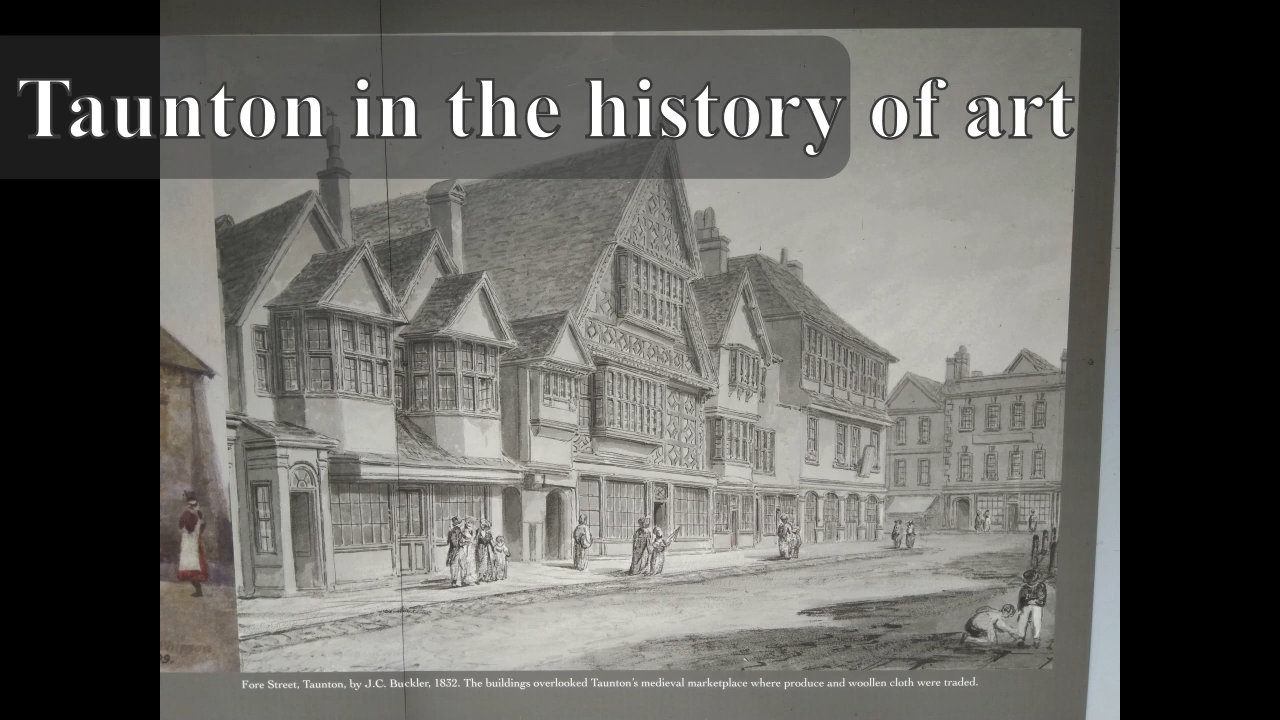 Taunton in the history of art
Fore Street, Taunton, by J.C. Buckler, 1832. The buildings overlooked Taunton's medieval marketplace where produce and woollen cloth were traded.